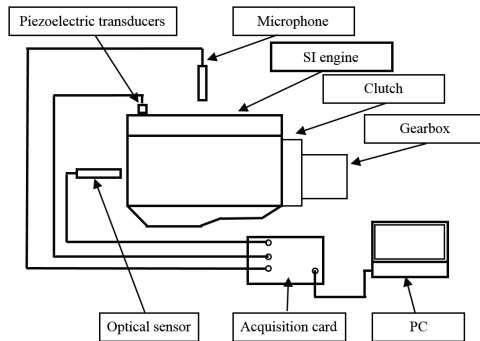 Piezoelectric transducers
Microphone
SI engine
Clutch
Gearbox
Optical sensor
Acquisition card
PC